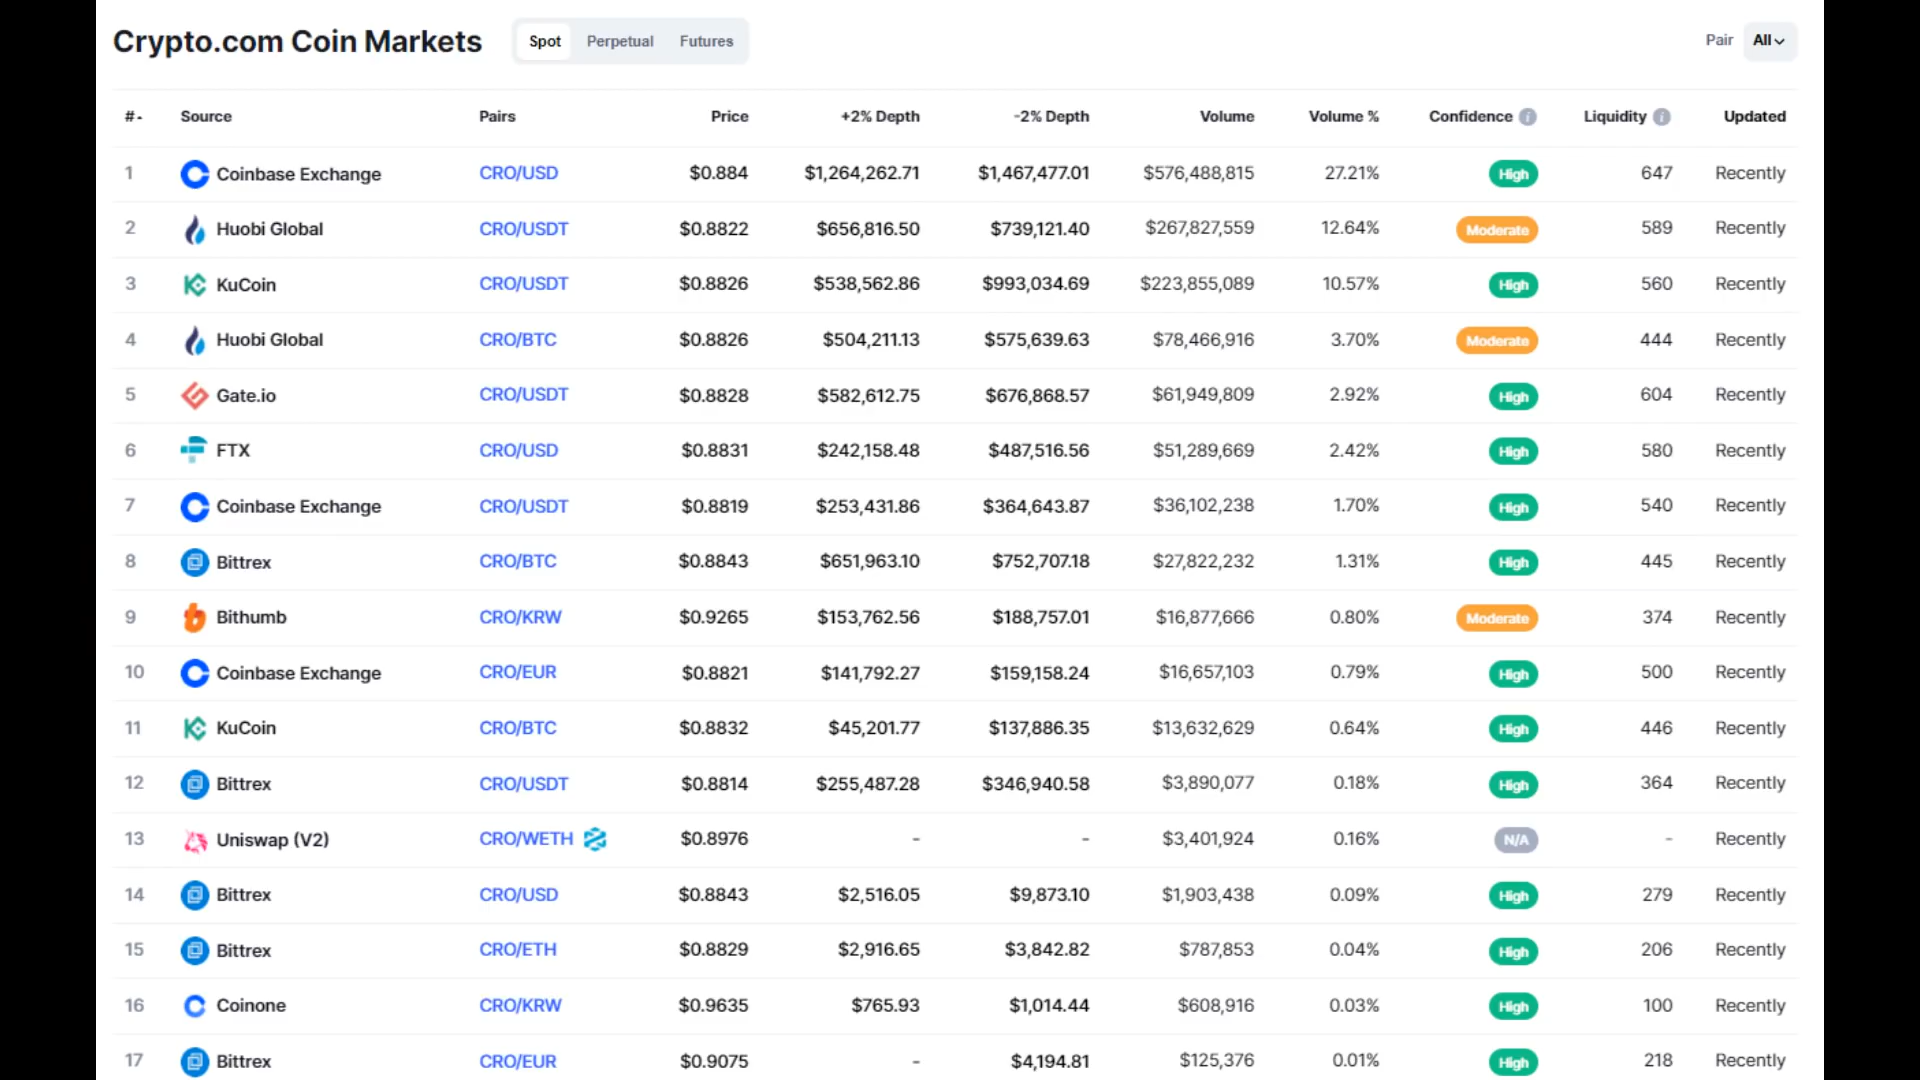 Crypto.com Coin Markets Spot Perpetual Futures Pair All
# Source Pairs Price +2% Depth -2% Depth Volume Volume % Confidence Liquidity Updated
1 Coinbase Exchange CRO/USD $0.884 $1,264,262.71 $1,467,477.01 $576,488,815 27.21% High 647 Recently
2 Huobi Global CRO/USDT $0.8822 $656,816.50 $739,121.40 $267,827,559 12.64% Moderate 589 Recently
3 KuCoin CRO/USDT $0.8826 $538,562.86 $993,034.69 $223,855,089 10.57% High 560 Recently
4 Huobi Global CRO/BTC $0.8826 $504,211.13 $575,639.63 $78,466,916 3.70% Moderate 444 Recently
5 Gate.io CRO/USDT $0.8828 $582,612.75 $676,868.57 $61,949,809 2.92% High 604 Recently
6 FTX CRO/USD $0.8831 $242,158.48 $487,516.56 $51,289,669 2.42% High 580 Recently
7 Coinbase Exchange CRO/USDT $0.8819 $253,431.86 $364,643.87 $36,102,238 1.70% High 540 Recently
8 Bittrex CRO/BTC $0.8843 $651,963.10 $752,707.18 $27,822,232 1.31% High 445 Recently
9 Bithumb CRO/KRW $0.9265 $153,762.56 $188,757.01 $16,877,666 0.80% Moderate 374 Recently
10 Coinbase Exchange CRO/EUR $0.8821 $141,792.27 $159,158.24 $16,657,103 0.79% High 500 Recently
11 KuCoin CRO/BTC $0.8832 $45,201.77 $137,886.35 $13,632,629 0.64% High 446 Recently
12 Bittrex CRO/USDT $0.8814 $255,487.28 $346,940.58 $3,890,077 0.18% High 364 Recently
13 Uniswap (V2) CRO/WETH $0.8976 - - $3,401,924 0.16% N/A - Recently
14 Bittrex CRO/USD $0.8843 $2,516.05 $9,873.10 $1,903,438 0.09% High 279 Recently
15 Bittrex CRO/ETH $0.8829 $2,916.65 $3,842.82 $787,853 0.04% High 206 Recently
16 Coinone CRO/KRW $0.9635 $765.93 $1,014.44 $608,916 0.03% High 100 Recently
17 Bittrex CRO/EUR $0.9075 - $4,194.81 $125,376 0.01% High 218 Recently